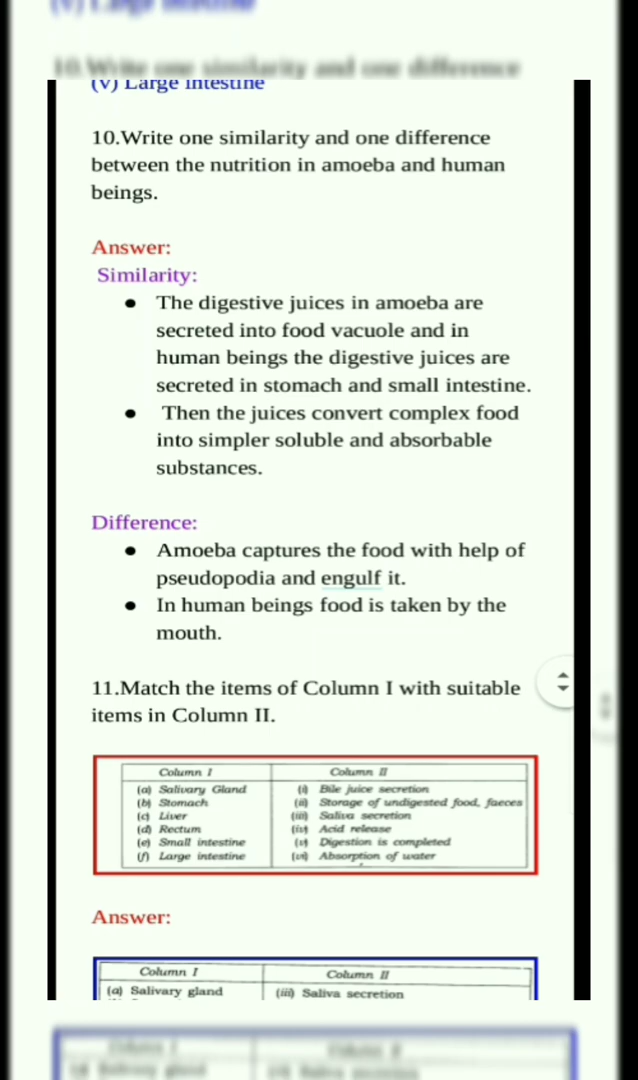 (v) Large intestine
10.Write one similarity and one difference
between the nutrition in amoeba and human
beings.
Answer:
Similarity:
● The digestive juices in amoeba are
secreted into food vacuole and in
human beings the digestive juices are
secreted in stomach and small intestine.
● Then the juices convert complex food
into simpler soluble and absorbable
substances.
Difference:
● Amoeba captures the food with help of
pseudopodia and engulf it.
● In human beings food is taken by the
mouth.
11.Match the items of Column I with suitable
items in Column II.
Column I Column II
(a) Salivary Gland (i) Bile juice secretion
(b) Stomach (ii) Storage of undigested food, faeces
(c) Liver (iii) Saliva secretion
(d) Rectum (iv) Acid release
(e) Small intestine (v) Digestion is completed
(f) Large intestine (vi) Absorption of water
Answer:
Column I Column II
(a) Salivary gland (iii) Saliva secretion